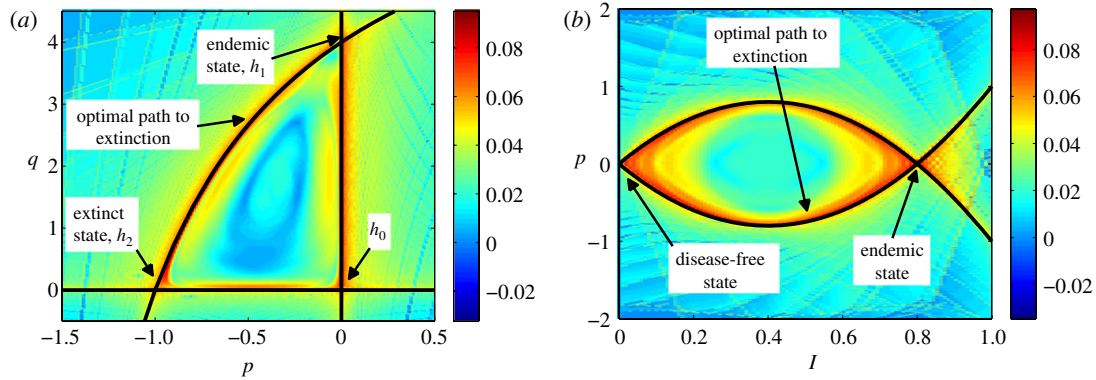 (a)
4
3
q
2
1
0
−1.5
−1.0
−0.5
0
0.5
p
endemic
state, h1
optimal path to
extinction
extinct
state, h2
h0
0.08
0.06
0.04
0.02
0
−0.02
(b)
2
1
p
0
−1
−2
0
0.2
0.4
0.6
0.8
1.0
I
optimal path to
extinction
disease-free
state
endemic
state
0.08
0.06
0.04
0.02
0
−0.02